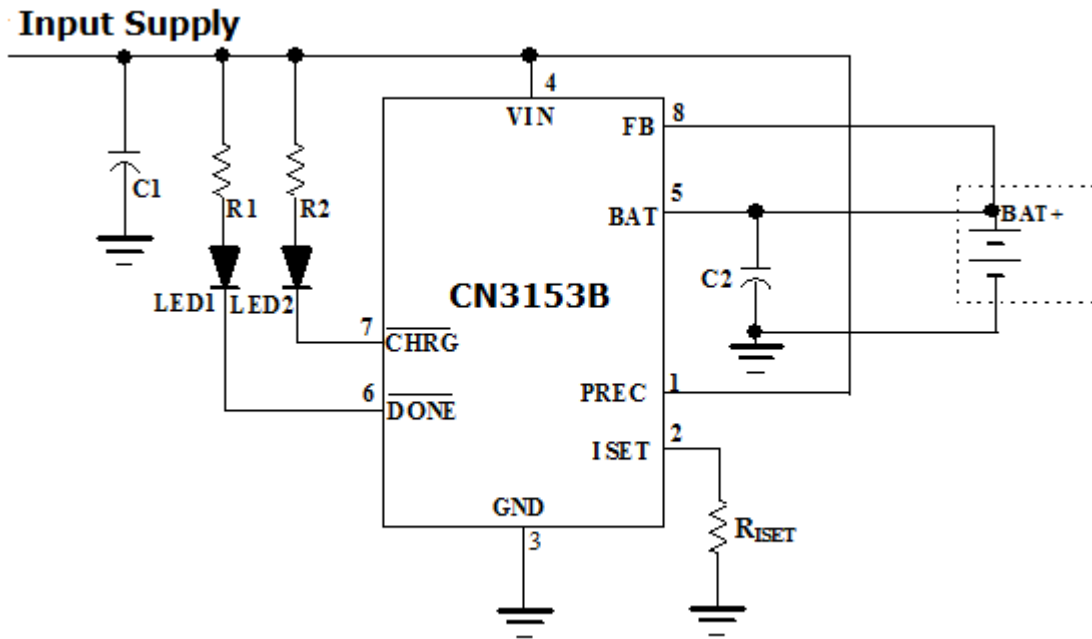 Input Supply
4
VIN
8
FB
C1
R1
R2
5
BAT
BAT+
C2
LED1
LED2
CN3153B
7
CHRG
6
DONE
PREC
1
ISET
2
GND
3
RISET